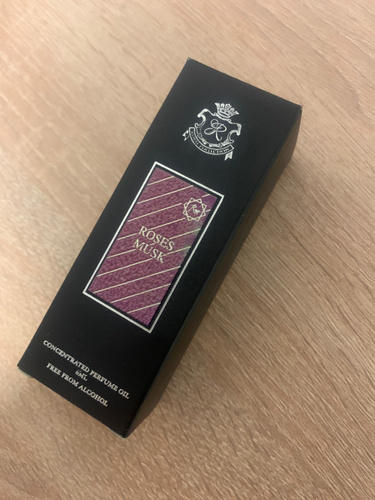 ROSES
MUSK
CONCENTRATED PERFUME OIL
6ML
FREE FROM ALCOHOL